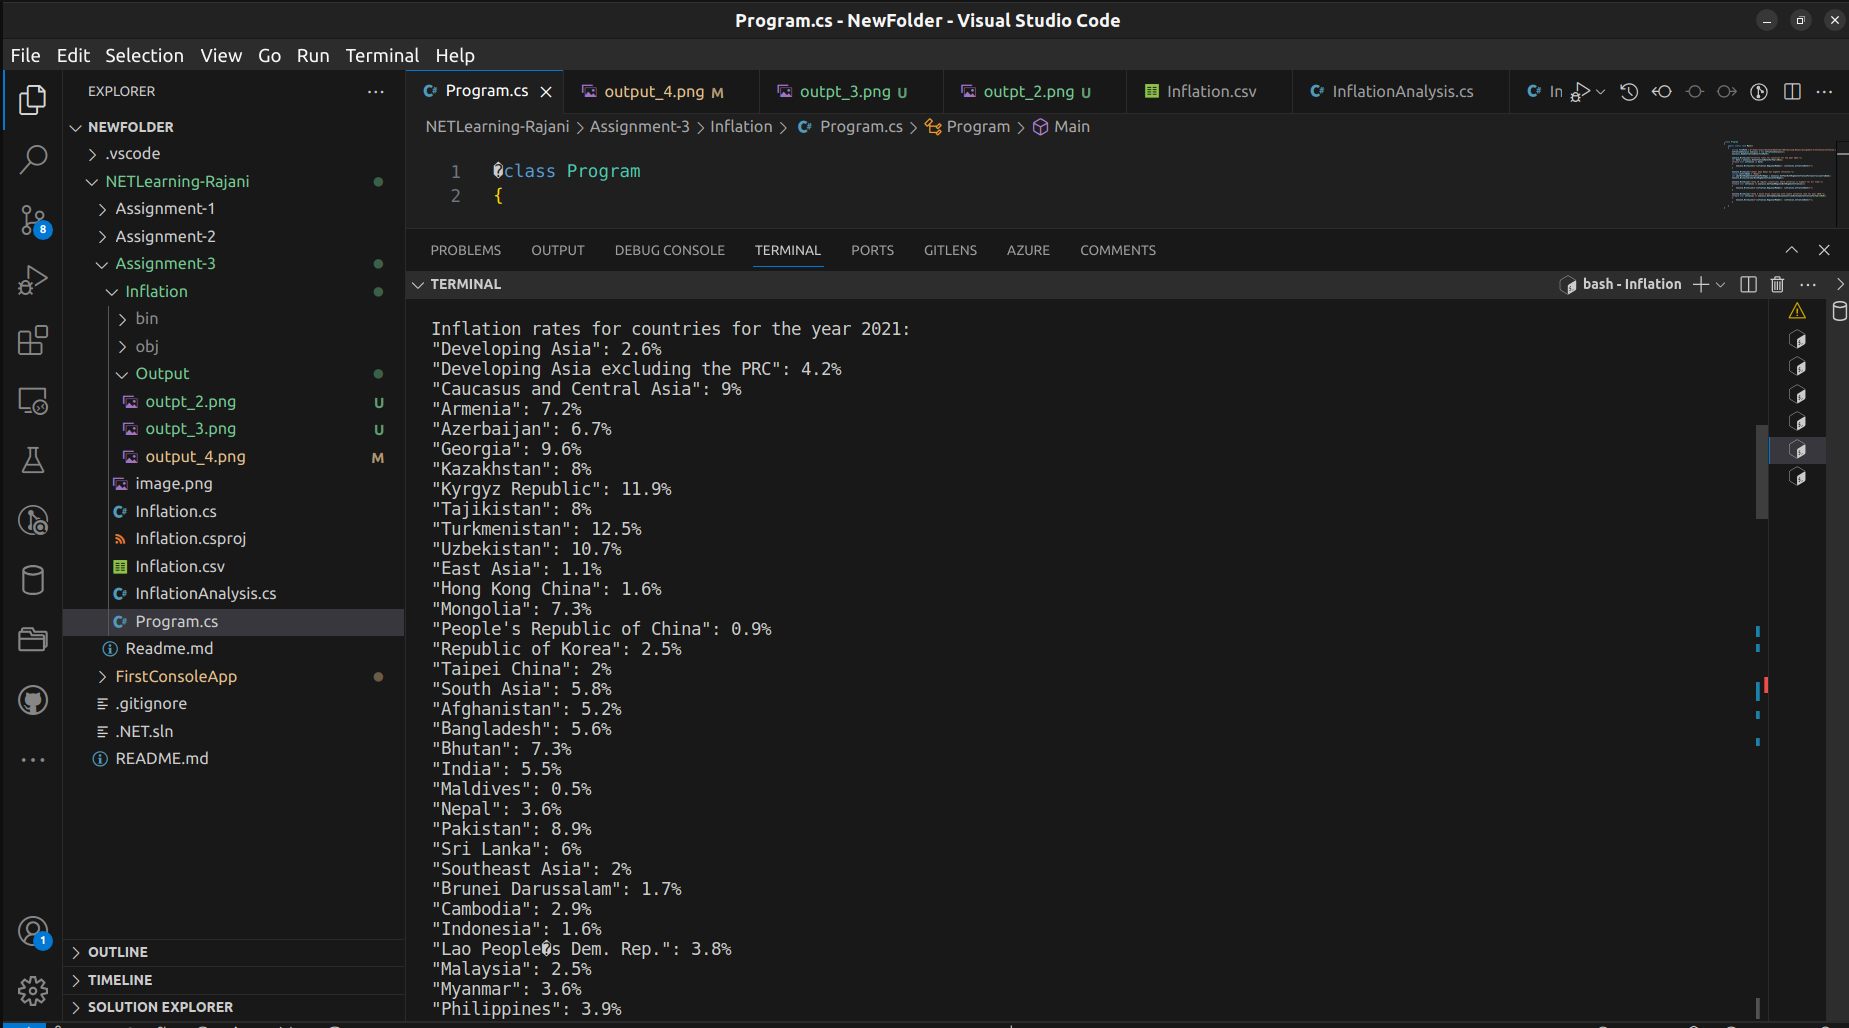 Program.cs - NewFolder - Visual Studio Code
File Edit Selection View Go Run Terminal Help
EXPLORER
NEWFOLDER
.vscode
NETLearning-Rajani
Assignment-1
Assignment-2
Assignment-3
Inflation
bin
obj
Output
outpt_2.png U
outpt_3.png U
output_4.png M
image.png
Inflation.cs
Inflation.csproj
Inflation.csv
InflationAnalysis.cs
Program.cs
Readme.md
FirstConsoleApp
.gitignore
.NET.sln
README.md
OUTLINE
TIMELINE
SOLUTION EXPLORER
8
1
Program.cs output_4.png M outpt_3.png U outpt_2.png U Inflation.csv InflationAnalysis.cs In
NETLearning-Rajani > Assignment-3 > Inflation > Program.cs > Program > Main
1 �class Program
2 {
PROBLEMS OUTPUT DEBUG CONSOLE TERMINAL PORTS GITLENS AZURE COMMENTS
TERMINAL
bash - Inflation
Inflation rates for countries for the year 2021:
"Developing Asia": 2.6%
"Developing Asia excluding the PRC": 4.2%
"Caucasus and Central Asia": 9%
"Armenia": 7.2%
"Azerbaijan": 6.7%
"Georgia": 9.6%
"Kazakhstan": 8%
"Kyrgyz Republic": 11.9%
"Tajikistan": 8%
"Turkmenistan": 12.5%
"Uzbekistan": 10.7%
"East Asia": 1.1%
"Hong Kong China": 1.6%
"Mongolia": 7.3%
"People's Republic of China": 0.9%
"Republic of Korea": 2.5%
"Taipei China": 2%
"South Asia": 5.8%
"Afghanistan": 5.2%
"Bangladesh": 5.6%
"Bhutan": 7.3%
"India": 5.5%
"Maldives": 0.5%
"Nepal": 3.6%
"Pakistan": 8.9%
"Sri Lanka": 6%
"Southeast Asia": 2%
"Brunei Darussalam": 1.7%
"Cambodia": 2.9%
"Indonesia": 1.6%
"Lao People�s Dem. Rep.": 3.8%
"Malaysia": 2.5%
"Myanmar": 3.6%
"Philippines": 3.9%